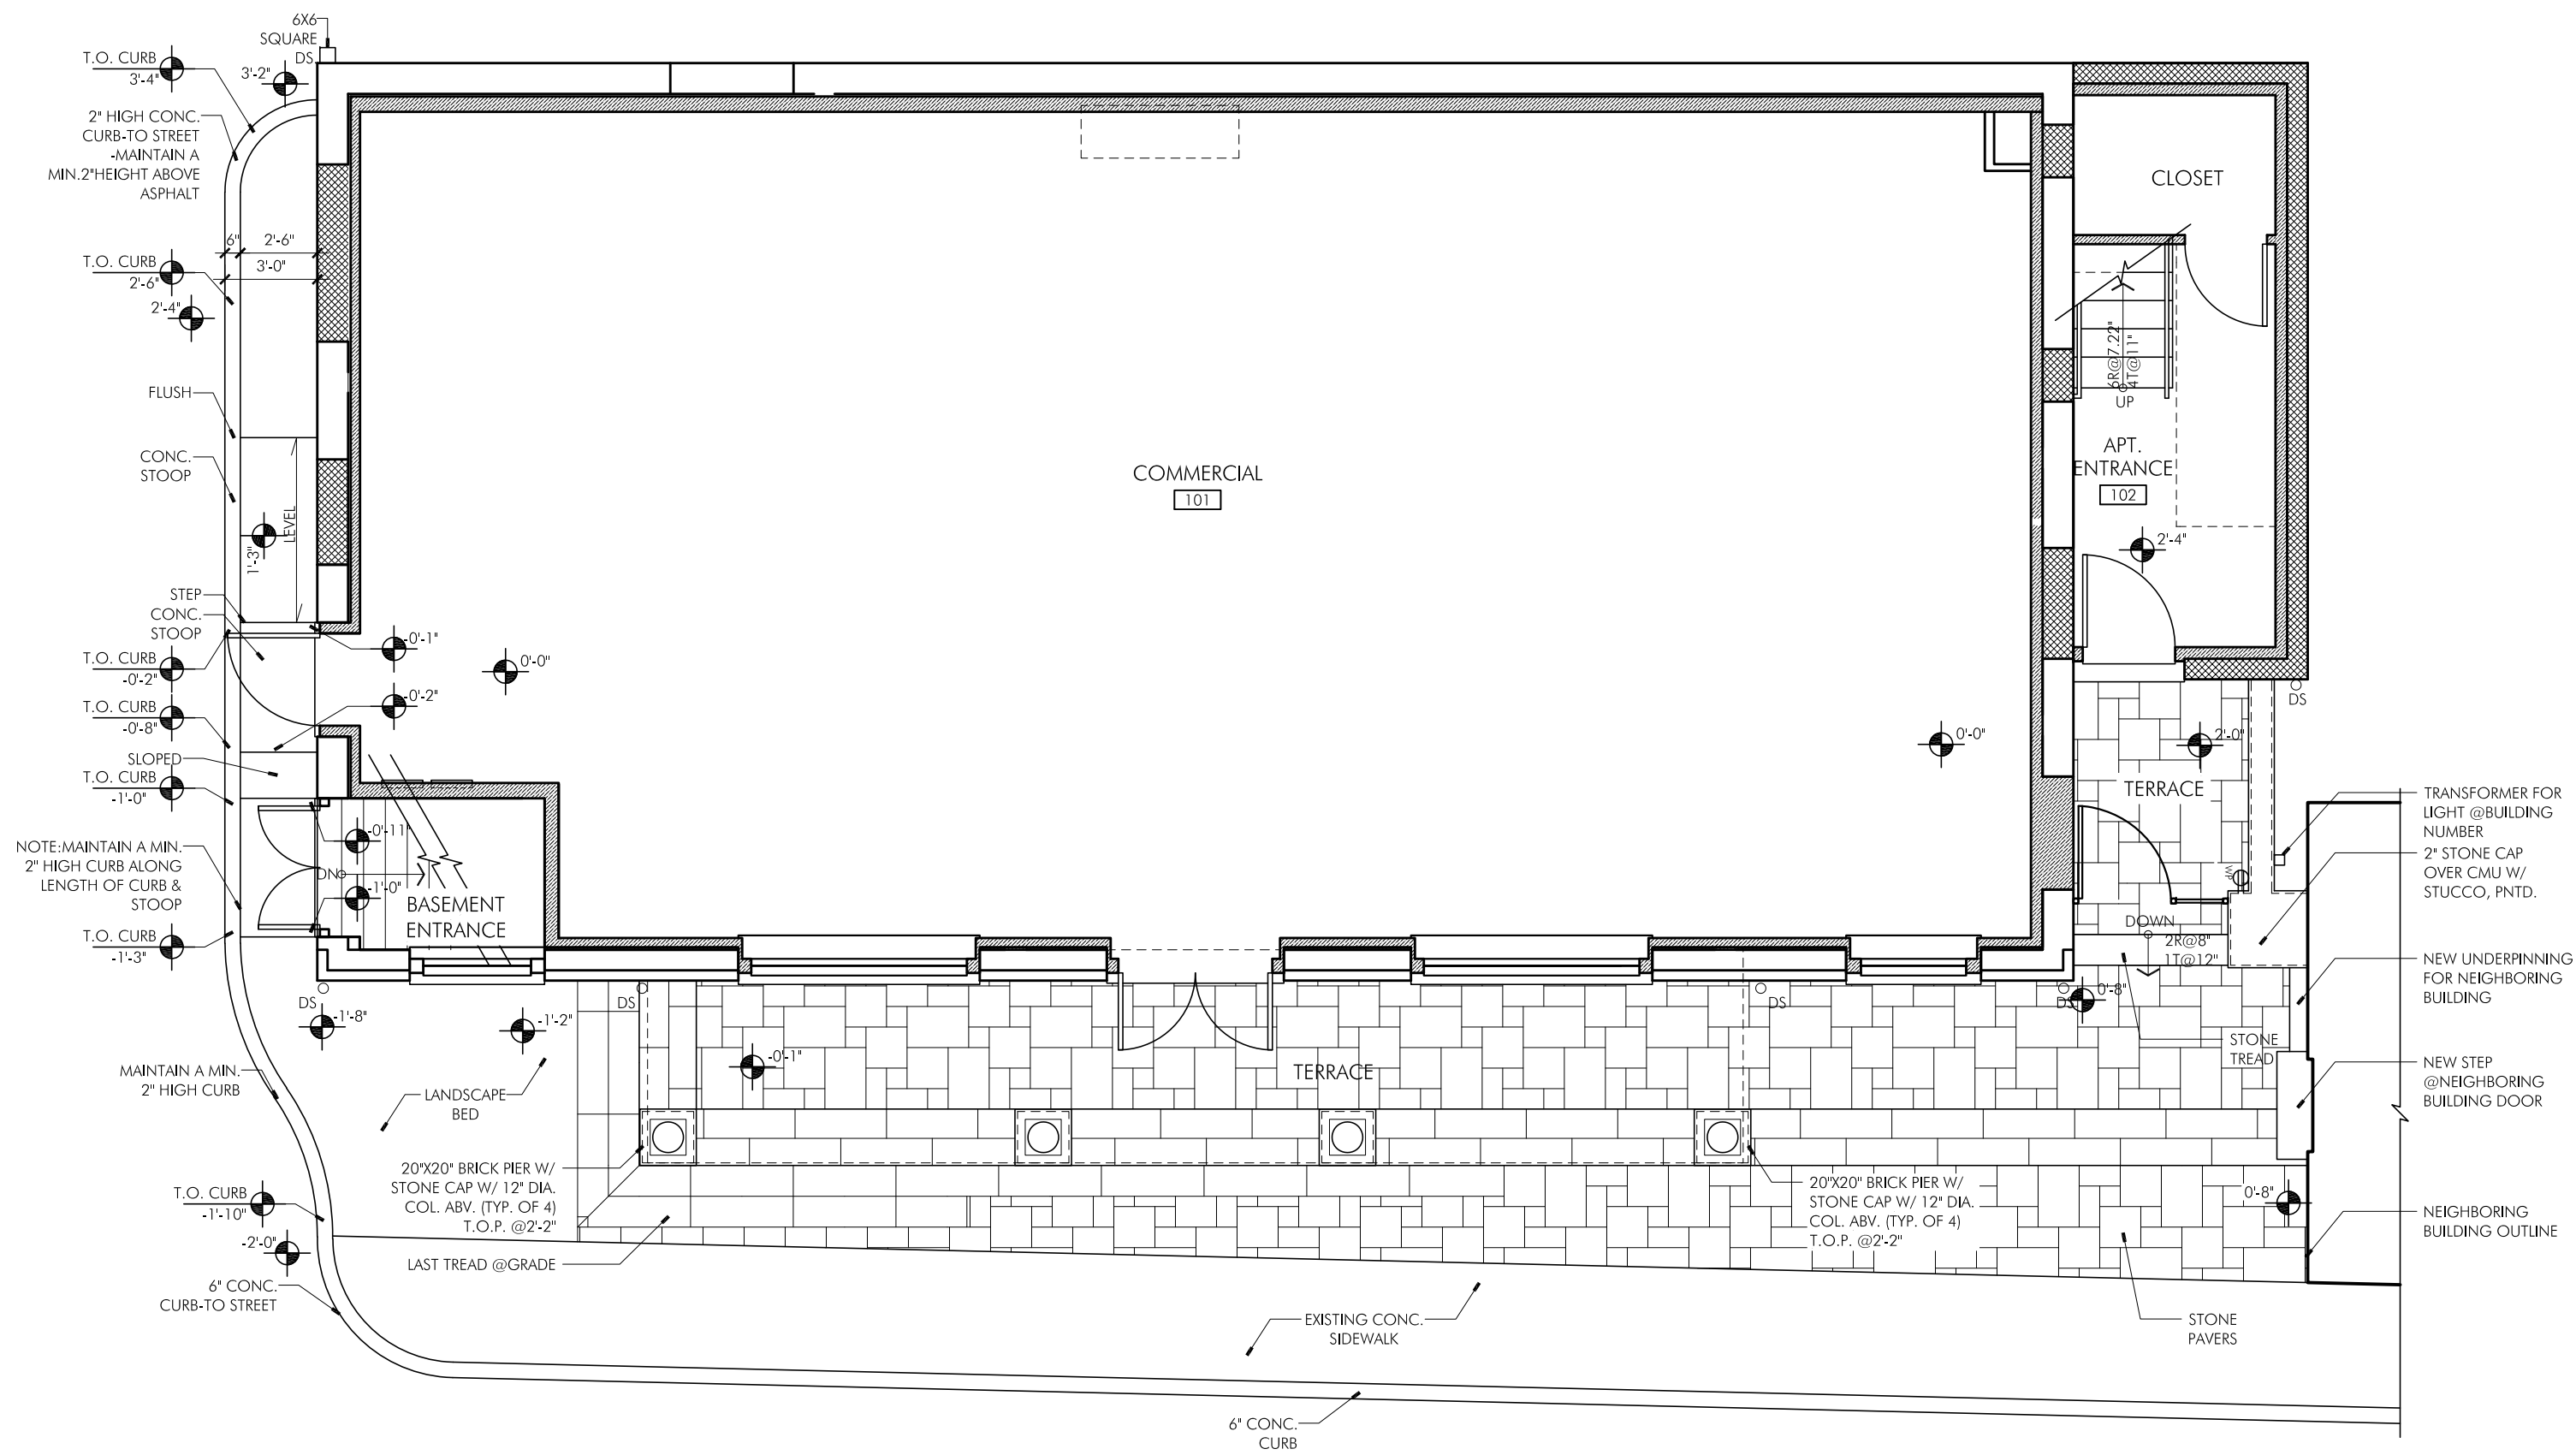 6X6
SQUARE
DS
T.O. CURB
3'-4"
3'-2"
2" HIGH CONC.
CURB-TO STREET
-MAINTAIN A
MIN.2"HEIGHT ABOVE
ASPHALT
6"
2'-6"
3'-0"
T.O. CURB
2'-6"
2'-4"
FLUSH
CONC.
STOOP
LEVEL
1'-3"
STEP
CONC.
STOOP
T.O. CURB
-0'-2"
T.O. CURB
-0'-8"
SLOPED
T.O. CURB
-1'-0"
NOTE:MAINTAIN A MIN.
2" HIGH CURB ALONG
LENGTH OF CURB &
STOOP
T.O. CURB
-1'-3"
MAINTAIN A MIN.
2" HIGH CURB
T.O. CURB
-1'-10"
-2'-0"
6" CONC.
CURB-TO STREET
-0'-1"
0'-0"
-0'-2"
-0'-11"
DN
-1'-0"
BASEMENT
ENTRANCE
DS
-1'-8"
-1'-2"
DS
LANDSCAPE
BED
20"X20" BRICK PIER W/
STONE CAP W/ 12" DIA.
COL. ABV. (TYP. OF 4)
T.O.P. @2'-2"
LAST TREAD @GRADE
COMMERCIAL
101
0'-0"
-0'-1"
TERRACE
DS
DS
0'-8"
20"X20" BRICK PIER W/
STONE CAP W/ 12" DIA.
COL. ABV. (TYP. OF 4)
T.O.P. @2'-2"
EXISTING CONC.
SIDEWALK
6" CONC.
CURB
CLOSET
6R@7.22"
4T@11"
UP
APT.
ENTRANCE
102
2'-4"
DS
2'-0"
TERRACE
WP
DOWN
2R@8"
1T@12"
STONE
TREAD
0'-8"
STONE
PAVERS
TRANSFORMER FOR
LIGHT @BUILDING
NUMBER
2" STONE CAP
OVER CMU W/
STUCCO, PNTD.
NEW UNDERPINNING
FOR NEIGHBORING
BUILDING
NEW STEP
@NEIGHBORING
BUILDING DOOR
NEIGHBORING
BUILDING OUTLINE